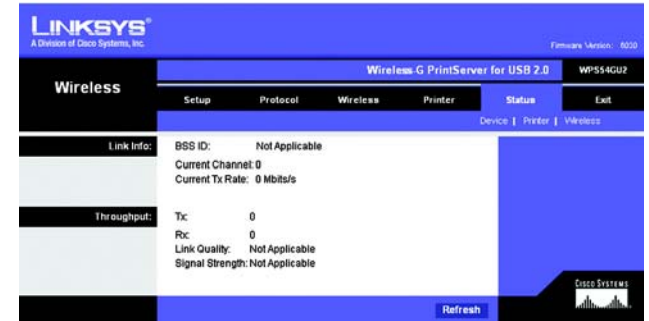 LINKSYS®
A Division of Cisco Systems, Inc.
Firmware Version: 6030
Wireless
Wireless-G PrintServer for USB 2.0 WPS54GU2
Setup Protocol Wireless Printer Status Exit
Device | Printer | Wireless
Link Info: BSS ID: Not Applicable
Current Channel: 0
Current Tx Rate: 0 Mbits/s
Throughput: Tx: 0
Rx: 0
Link Quality: Not Applicable
Signal Strength: Not Applicable
CISCO SYSTEMS
Refresh